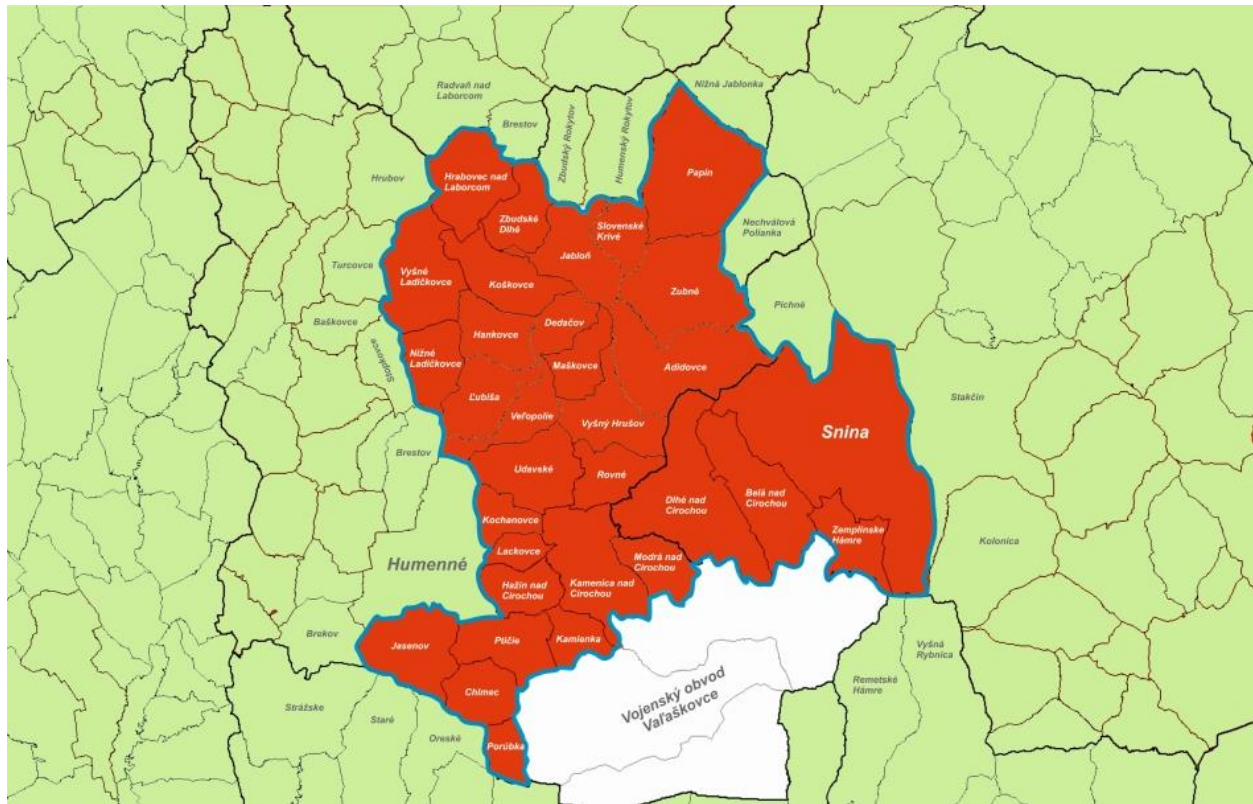 Nižná Jablonka
Radvaň nad
Laborcom
Brestov
Zbudský Rokytov
Humenský Rokytov
Hrubov
Hrabovec nad
Laborcom
Papín
Zbudské
Dlhé
Slovenské
Krivé
Nechválová
Polianka
Jabloň
Turcovce
Vyšné
Ladičkovce
Koškovce
Zubné
Pichné
Baškovce
Dedačov
Hankovce
Slopkovce
Nižné
Ladičkovce
Maškovce
Adidovce
Ľubiša
Stakčín
Veľopolie
Vyšný Hrušov
Snina
Brestov
Udavské
Rovné
Dlhé nad
Cirochou
Belá nad
Cirochou
Kochanovce
Zemplínske
Hámre
Kolonica
Lackovce
Modrá nad
Cirochou
Humenné
Hažín nad
Cirochou
Kamenica nad
Cirochou
Brekov
Jasenov
Ptičie
Kamienka
Vyšná
Rybnica
Chlmec
Vojenský obvod
Valaškovce
Remetské
Hámre
Strážske
Staré
Oreské
Porúbka